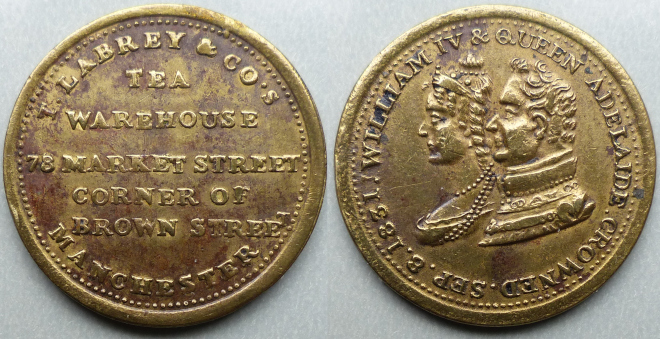 T LABREY & CO'S
TEA
WAREHOUSE
78 MARKET STREET
CORNER OF
BROWN STREET
MANCHESTER
WILLIAM IV & QUEEN ADELAIDE CROWNED. SEP. 8. 1831.